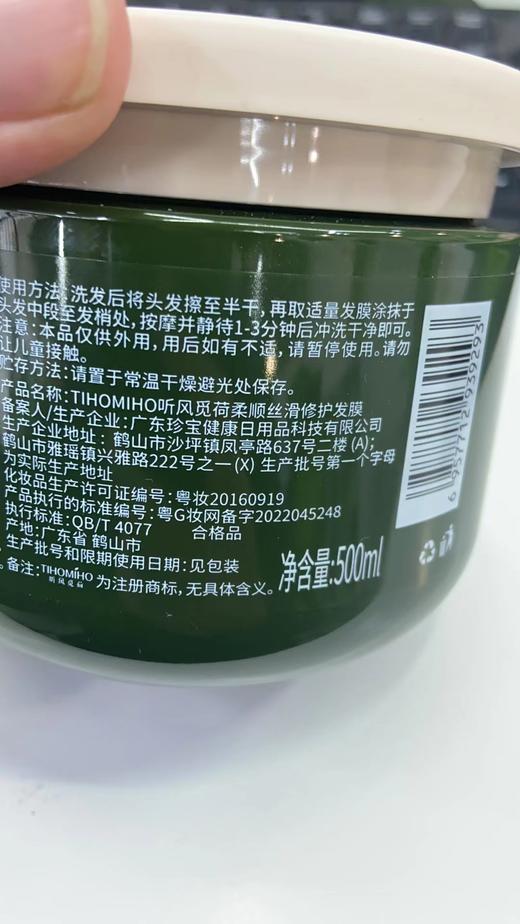 使用方法:洗发后将头发擦至半干,再取适量发膜涂抹于
头发中段至发梢处,按摩并静待1-3分钟后冲洗干净即可。
注意:本品仅供外用,用后如有不适,请暂停使用。请勿
让儿童接触。
贮存方法:请置于常温干燥避光处保存。
产品名称:TIHOMIHO听风觅荷柔顺丝滑修护发膜
备案人/生产企业:广东珍宝健康日用品科技有限公司
生产企业地址: 鹤山市沙坪镇凤亭路637号二楼(A);
鹤山市雅瑶镇兴雅路222号之一(X) 生产批号第一个字母
为实际生产地址
化妆品生产许可证编号:粤妆20160919
产品执行的标准编号:粤G妆网备字2022045248
执行标准:QB/T 4077 合格品
产地:广东省 鹤山市
生产批号和限期使用日期:见包装
备注:TIHOMIHO 为注册商标,无具体含义。
净含量:500ml
6957712939293